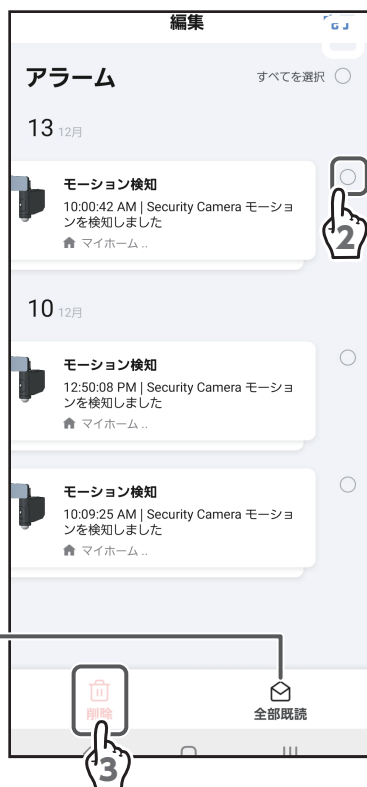 編集
アラーム
すべてを選択
13 12月
モーション検知
10:00:42 AM | Security Camera モーショ
ンを検知しました
マイホーム ..
2
10 12月
モーション検知
12:50:08 PM | Security Camera モーショ
ンを検知しました
マイホーム ..
モーション検知
10:09:25 AM | Security Camera モーショ
ンを検知しました
マイホーム ..
削除
全部既読
3